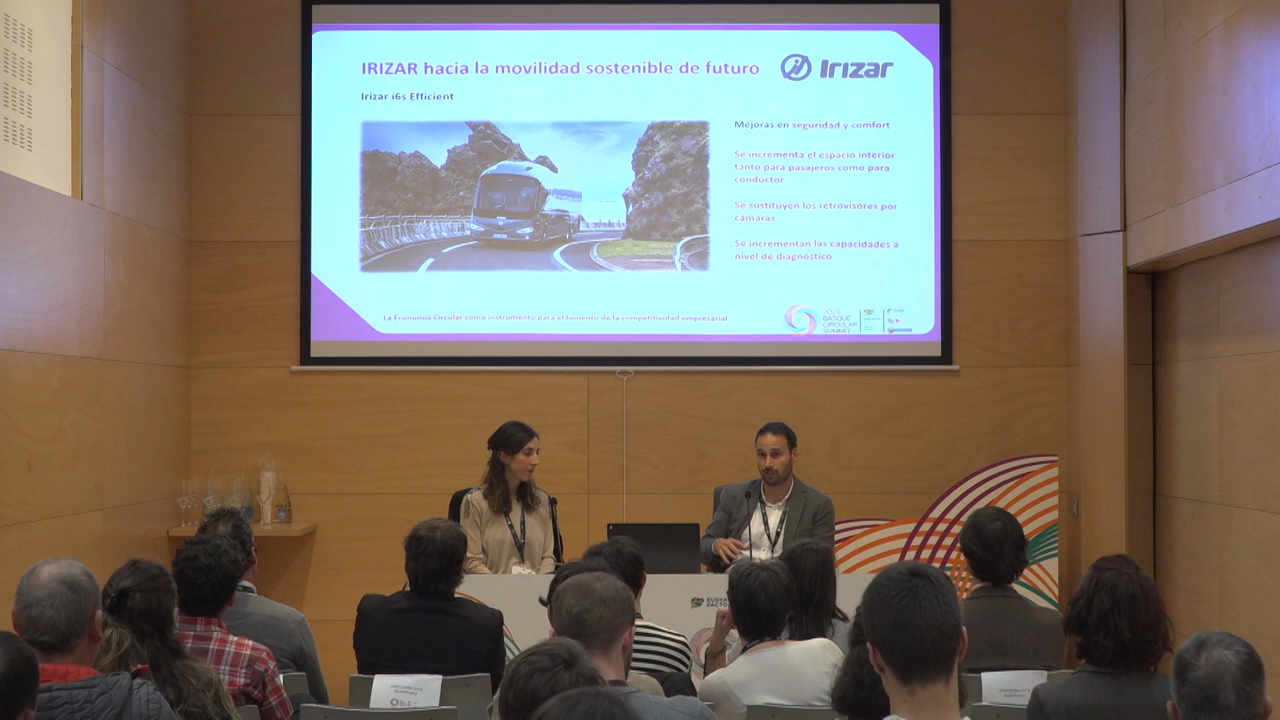 IRIZAR hacia la movilidad sostenible de futuro
Irizar
Irizar i6s Efficient
Mejoras en seguridad y comfort
Se incrementa el espacio interior
tanto para pasajeros como para
conductor
Se sustituyen los retrovisores por
cámaras
Se incrementan las capacidades a
nivel de diagnóstico
La Economía Circular como instrumento para el fomento de la competitividad empresarial
BASQUE
CIRCULAR
SUMMIT